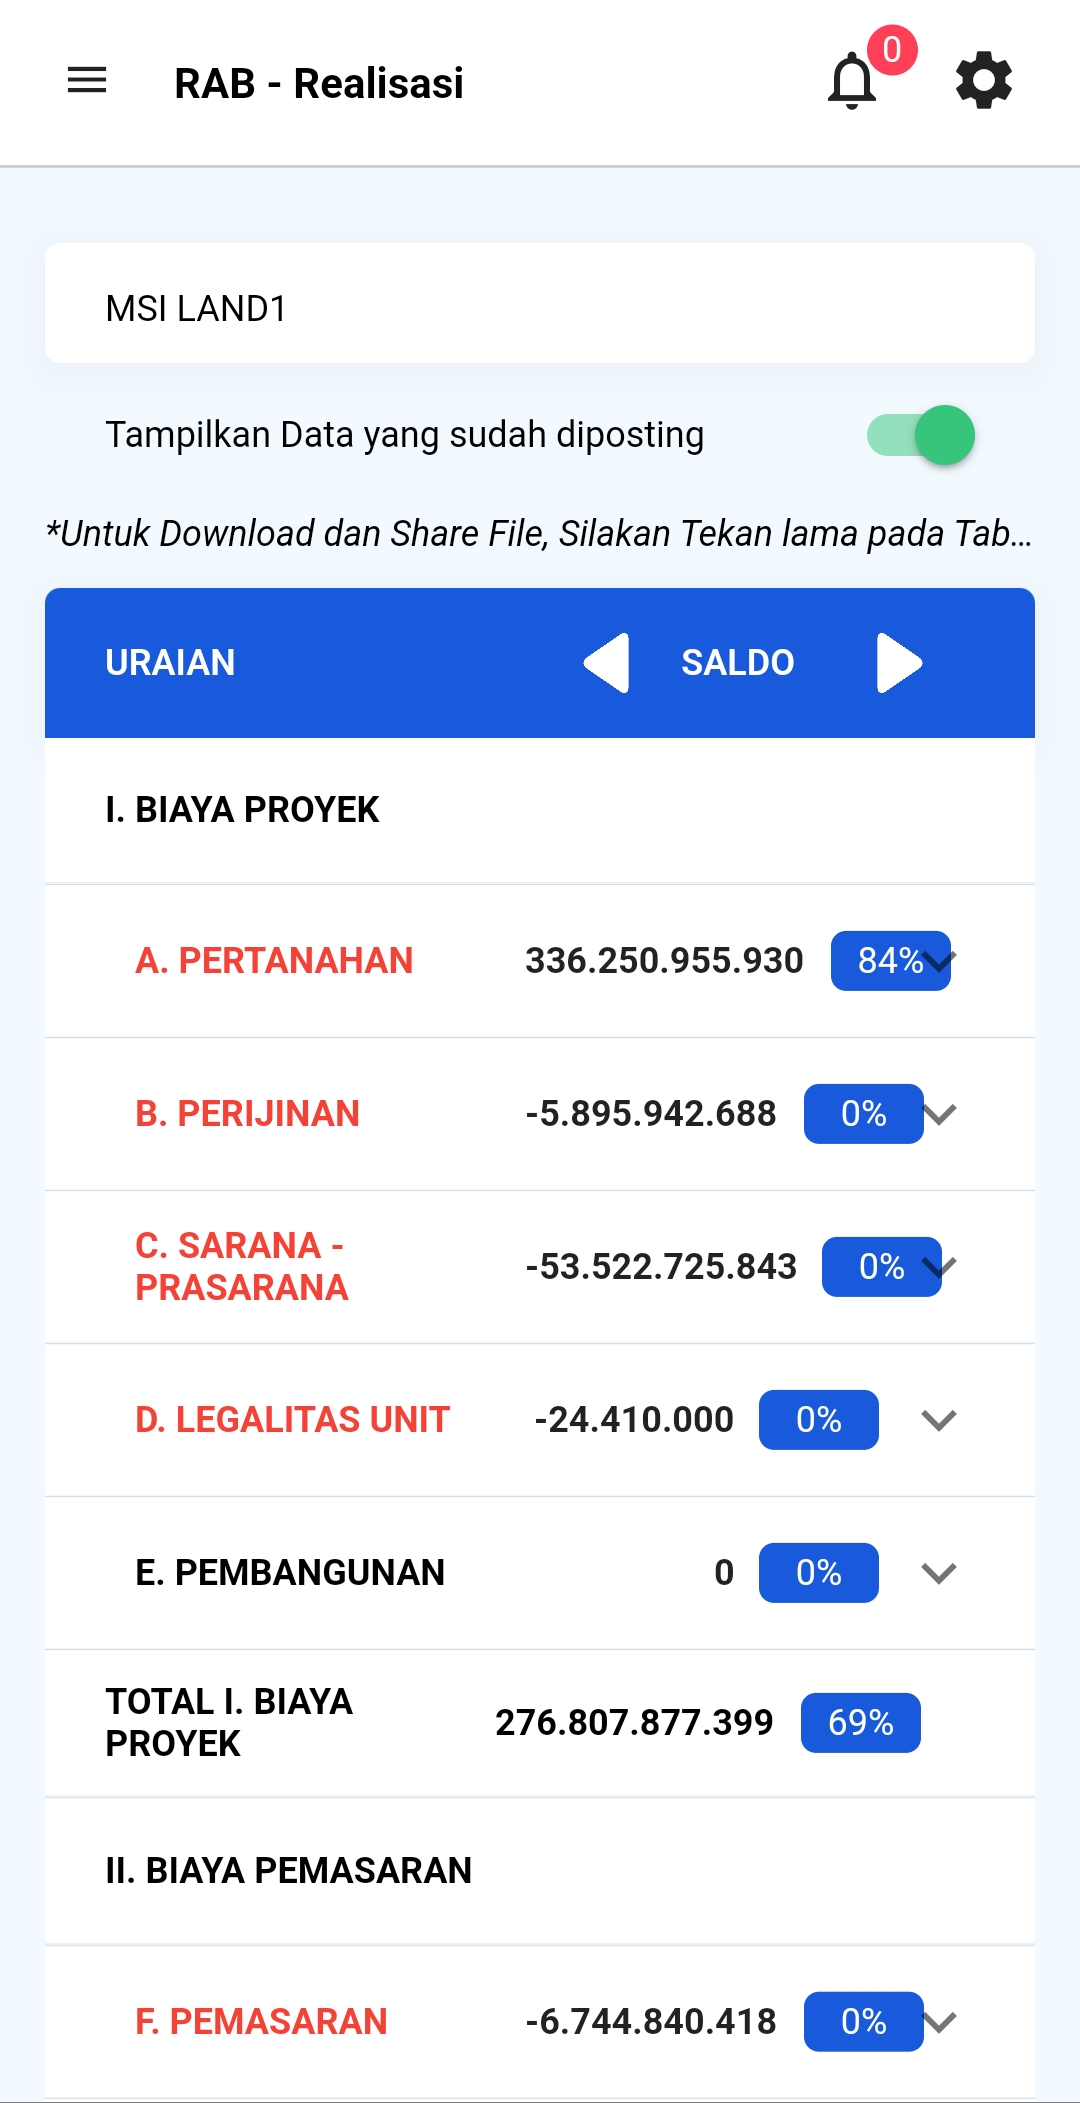 RAB - Realisasi
0
MSI LAND1
Tampilkan Data yang sudah diposting
*Untuk Download dan Share File, Silakan Tekan lama pada Tab...
URAIAN SALDO
I. BIAYA PROYEK
A. PERTANAHAN 336.250.955.930 84%
B. PERIJINAN -5.895.942.688 0%
C. SARANA -
PRASARANA -53.522.725.843 0%
D. LEGALITAS UNIT -24.410.000 0%
E. PEMBANGUNAN 0 0%
TOTAL I. BIAYA
PROYEK 276.807.877.399 69%
II. BIAYA PEMASARAN
F. PEMASARAN -6.744.840.418 0%